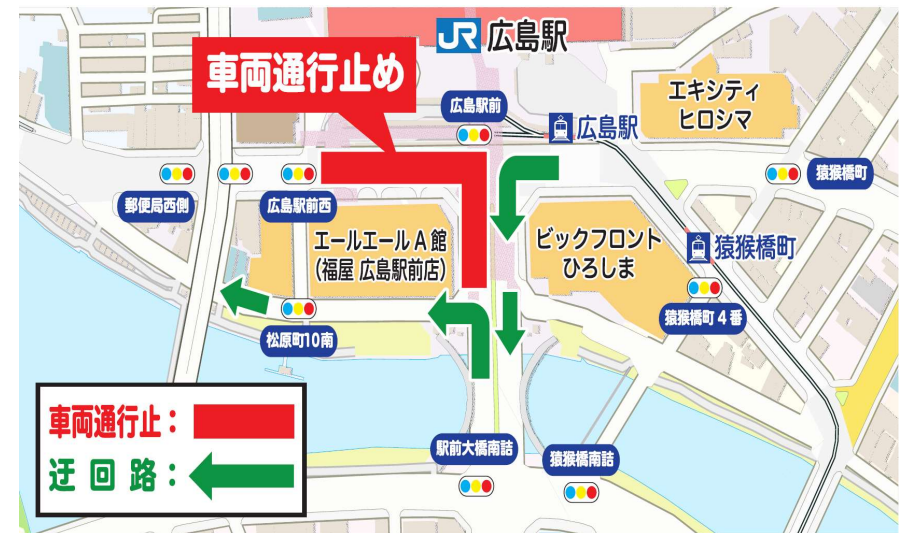 JR 広島駅
車両通行止め
エキシティ
ヒロシマ
広島駅前
広島駅
猿猴橋町
郵便局西側
広島駅前西
エールエールA館
(福屋 広島駅前店)
ビックフロント
ひろしま
猿猴橋町
猿猴橋町4番
松原町10南
車両通行止:
迂回路:
駅前大橋南詰
猿猴橋南詰